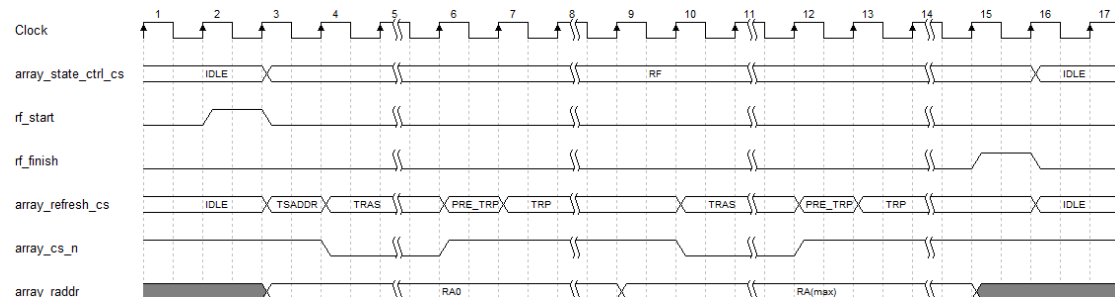 1 2 3 4 5 6 7 8 9 10 11 12 13 14 15 16 17
Clock
array_state_ctrl_cs IDLE RF IDLE
rf_start
rf_finish
array_refresh_cs IDLE TSADDR TRAS PRE_TRP TRP TRAS PRE_TRP TRP IDLE
array_cs_n
array_raddr RA0 RA(max)